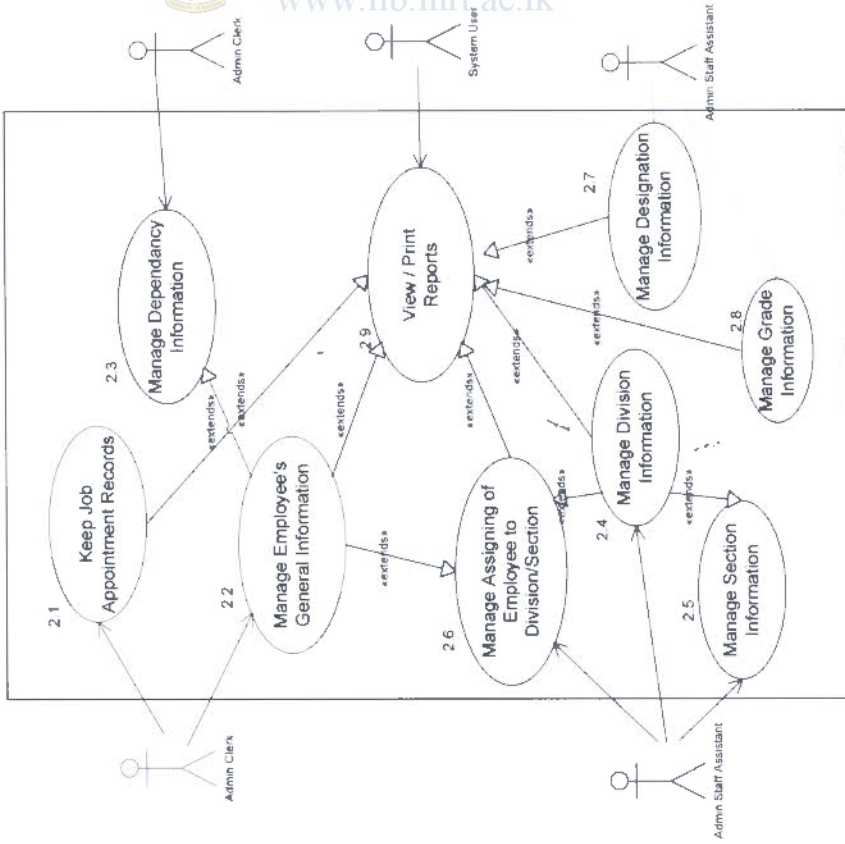 www.lib.mrt.ac.lk
Admin Clerk
Admin Clerk
System User
Admin Staff Assistant
Admin Staff Assistant
2.1
Keep Job
Appointment Records
2.3
Manage Dependancy
Information
2.2
Manage Employee's
General Information
2.9
View / Print
Reports
2.6
Manage Assigning of
Employee to
Division/Section
2.4
Manage Division
Information
2.5
Manage Section
Information
2.7
Manage Designation
Information
2.8
Manage Grade
Information
«extends»
«extends»
«extends»
«extends»
«extends»
«extends»
«extends»
«extends»
«extends»
«extends»